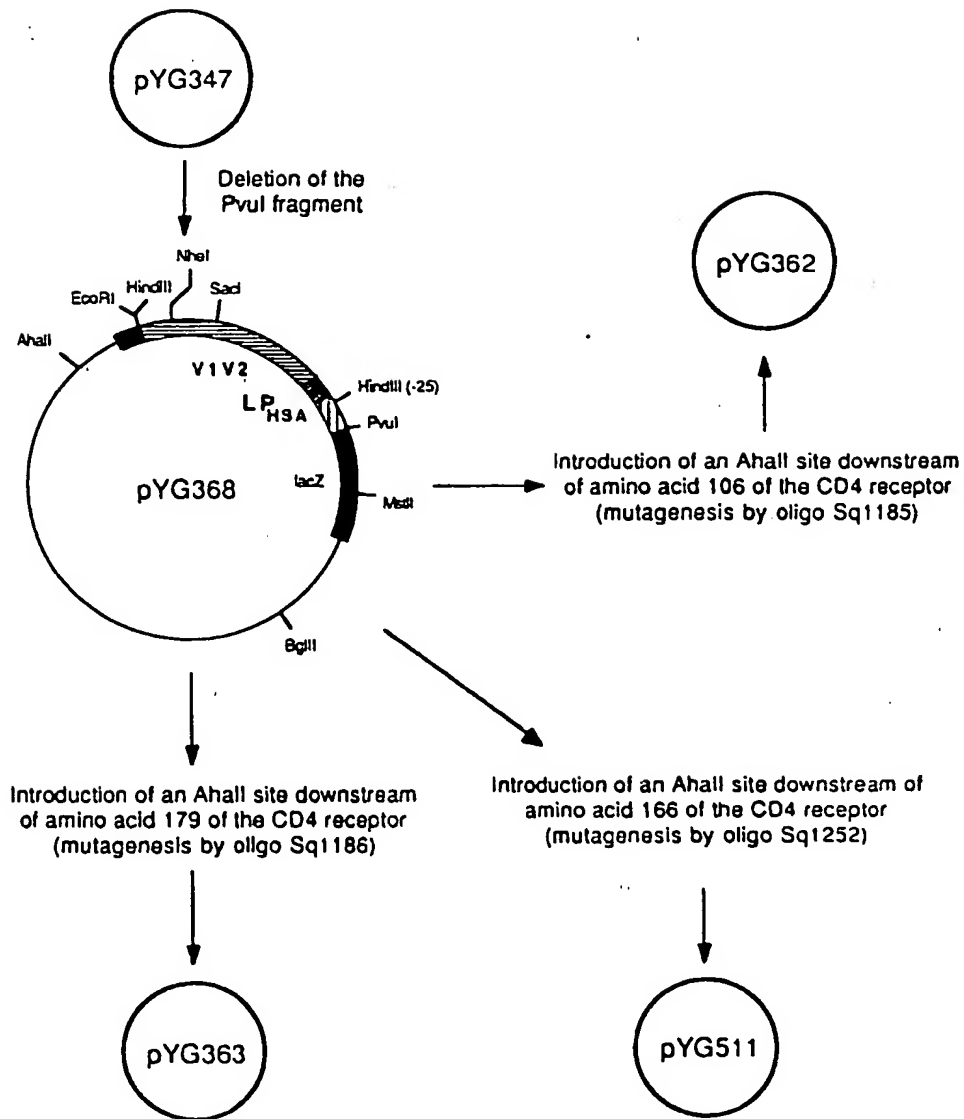 pYG347
Deletion of the
PvuI fragment
NheI
HindIII
SacI
EcoRI
AhaII
V1V2
LP HSA
HindIII (-25)
PvuI
lacZ
MstII
BglII
pYG368
pYG362
Introduction of an AhaII site downstream
of amino acid 106 of the CD4 receptor
(mutagenesis by oligo Sq1185)
Introduction of an AhaII site downstream
of amino acid 179 of the CD4 receptor
(mutagenesis by oligo Sq1186)
Introduction of an AhaII site downstream of
amino acid 166 of the CD4 receptor
(mutagenesis by oligo Sq1252)
pYG363
pYG511